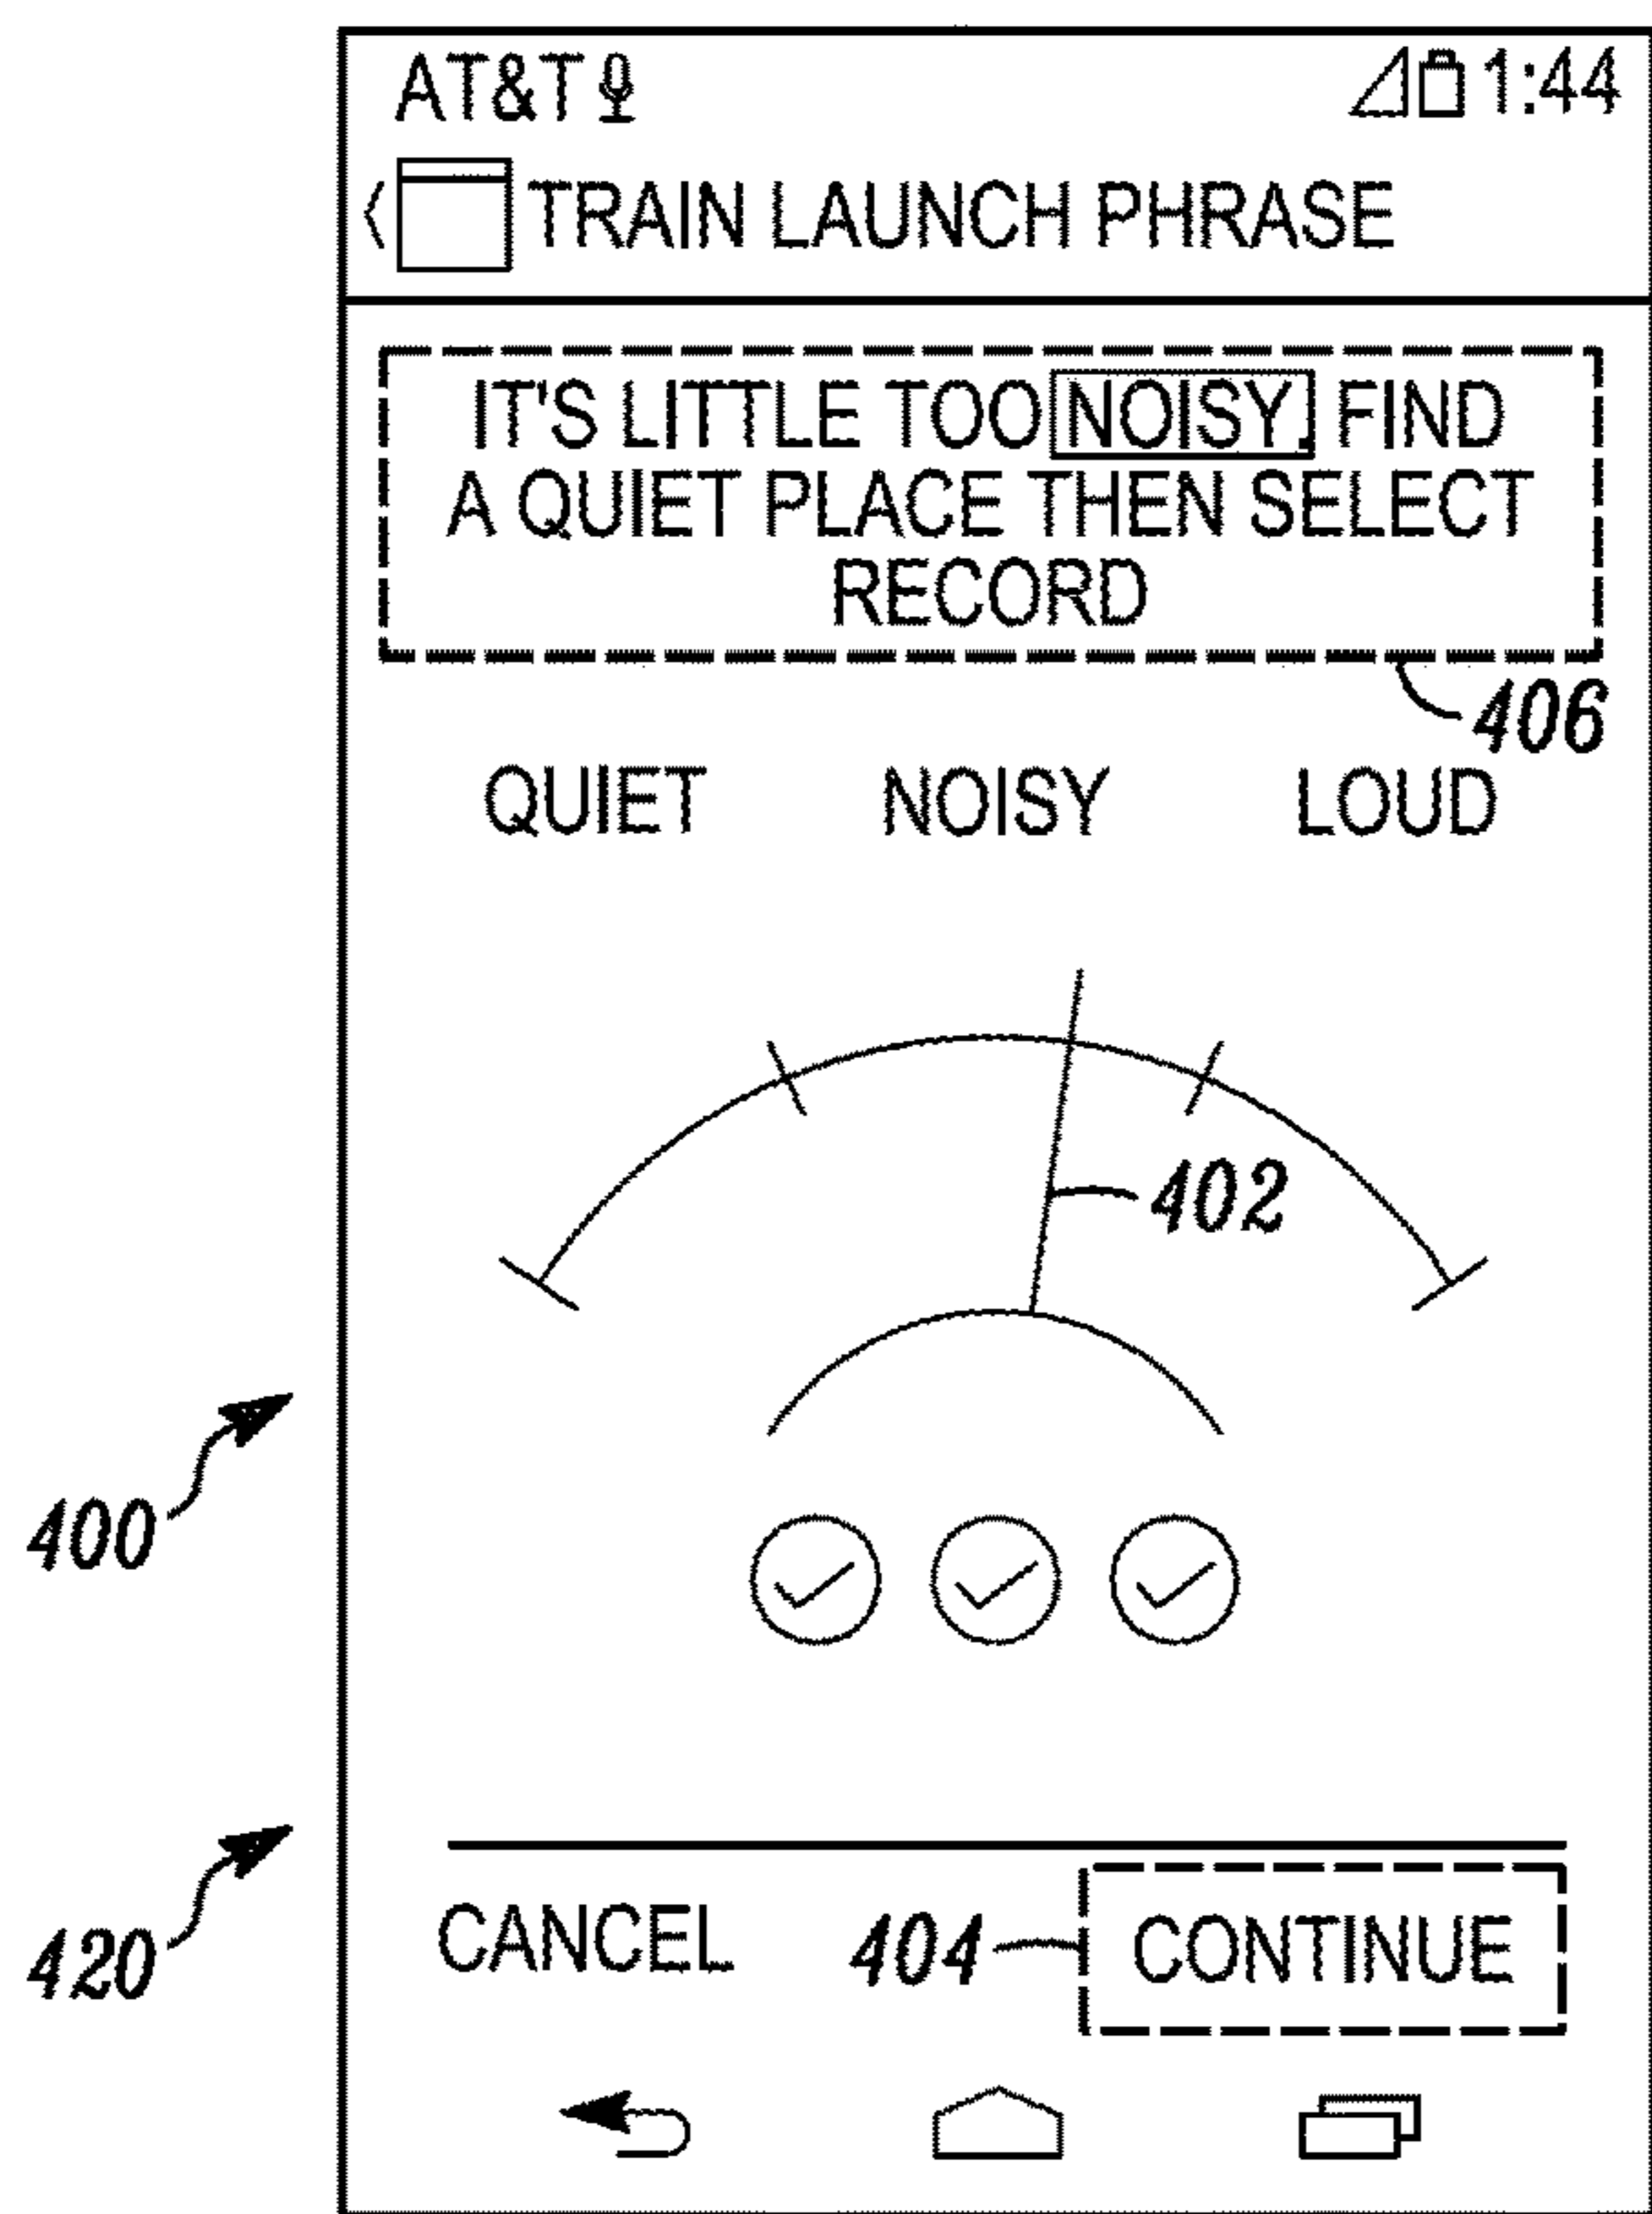 AT&T 1:44
TRAIN LAUNCH PHRASE
IT'S LITTLE TOO NOISY. FIND
A QUIET PLACE THEN SELECT
RECORD
406
QUIET NOISY LOUD
402
400
420
CANCEL 404 CONTINUE